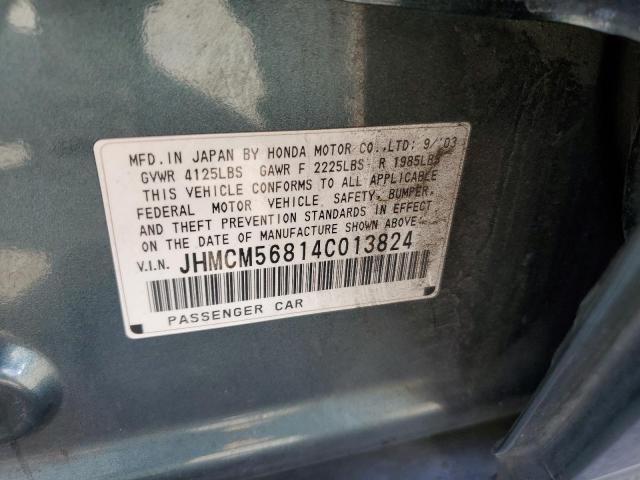 MFD.IN JAPAN BY HONDA MOTOR CO.,LTD: 9/'03
GVWR 4125LBS GAWR F 2225LBS R 1985LBS
THIS VEHICLE CONFORMS TO ALL APPLICABLE
FEDERAL MOTOR VEHICLE SAFETY, BUMPER,
AND THEFT PREVENTION STANDARDS IN EFFECT
ON THE DATE OF MANUFACTURE SHOWN ABOVE.
V.I.N. JHMCM56814C013824
PASSENGER CAR